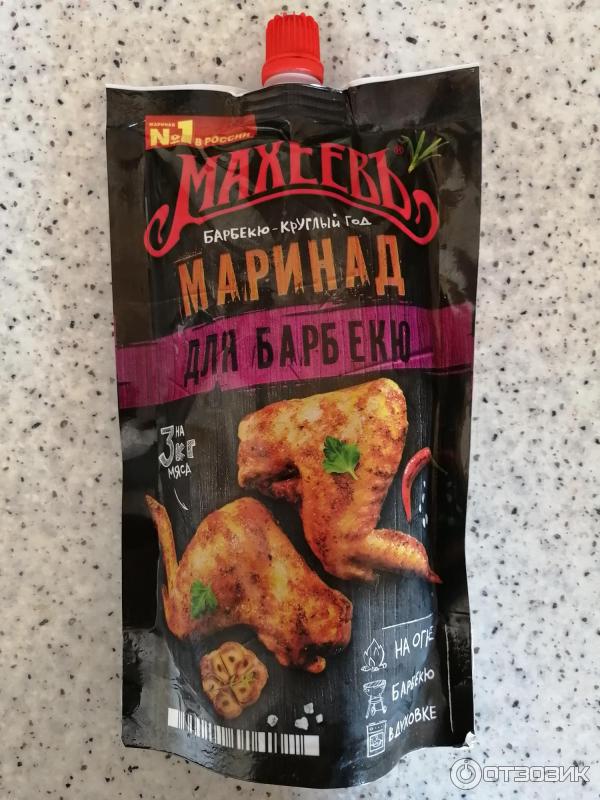 МАРИНАД
№1 В РОССИИ
МАХЕЕВЪ®
БАРБЕКЮ-КРУГЛЫЙ ГОД
МАРИНАД
ДЛЯ БАРБЕКЮ
НА
3 КГ
МЯСА
НА ОГНЕ
БАРБЕКЮ
В ДУХОВКЕ
ОТЗОВИК